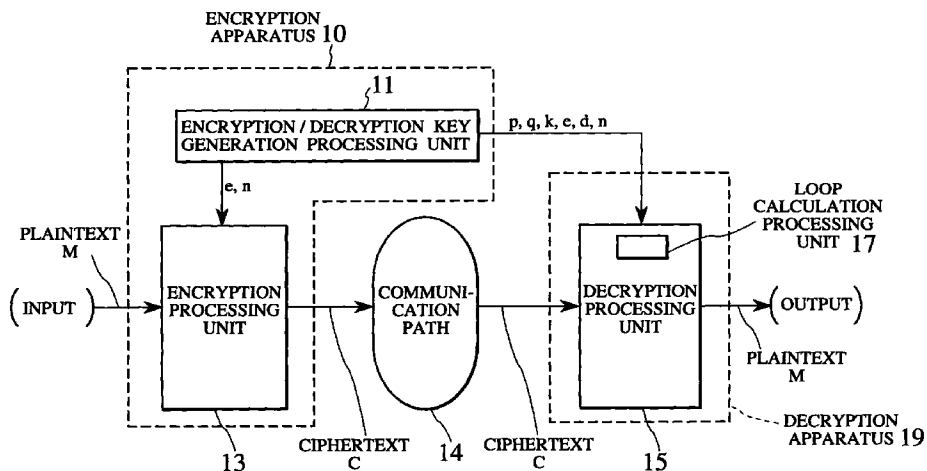 ENCRYPTION
APPARATUS 10
11
ENCRYPTION / DECRYPTION KEY
GENERATION PROCESSING UNIT
p, q, k, e, d, n
e, n
LOOP
CALCULATION
PROCESSING
UNIT 17
PLAINTEXT
M
(INPUT)
ENCRYPTION
PROCESSING
UNIT
COMMUNI-
CATION
PATH
DECRYPTION
PROCESSING
UNIT
(OUTPUT)
PLAINTEXT
M
13
CIPHERTEXT
C
14
CIPHERTEXT
C
15
DECRYPTION
APPARATUS 19